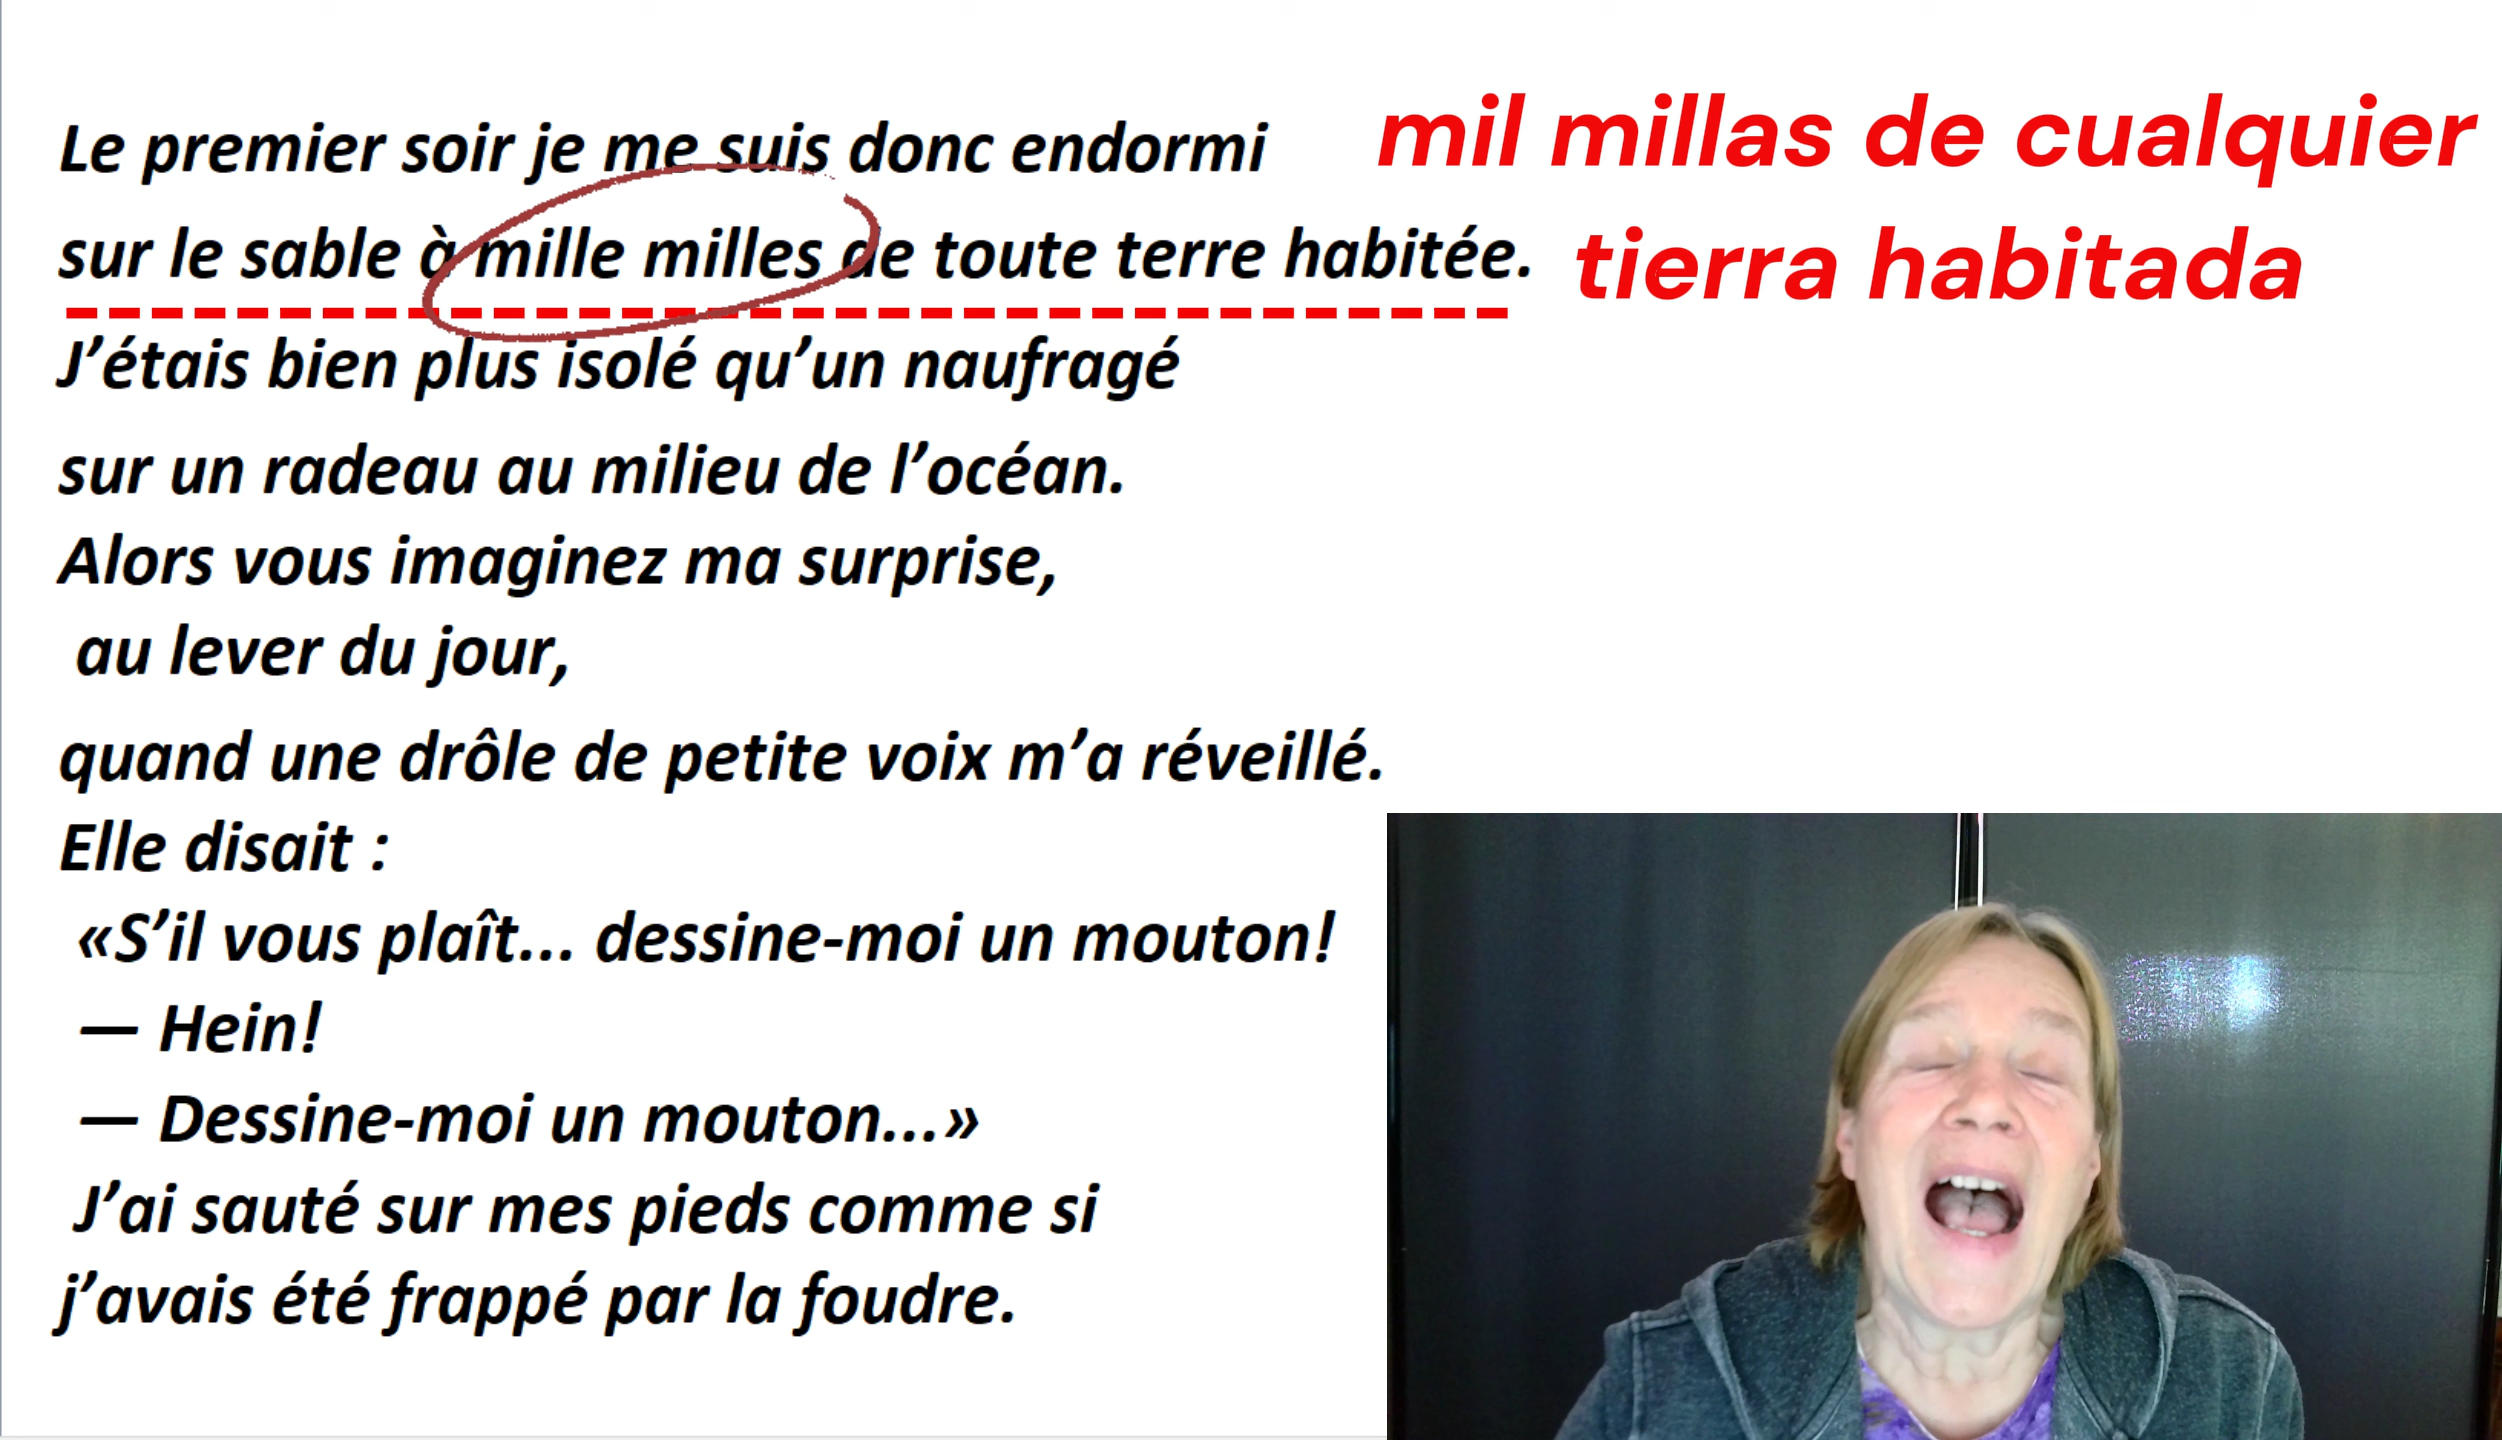 Le premier soir je me suis donc endormi
sur le sable à mille milles de toute terre habitée.
J’étais bien plus isolé qu’un naufragé
sur un radeau au milieu de l’océan.
Alors vous imaginez ma surprise,
au lever du jour,
quand une drôle de petite voix m’a réveillé.
Elle disait :
«S’il vous plaît... dessine-moi un mouton!
— Hein!
— Dessine-moi un mouton...»
J’ai sauté sur mes pieds comme si
j’avais été frappé par la foudre.
mil millas de cualquier
tierra habitada